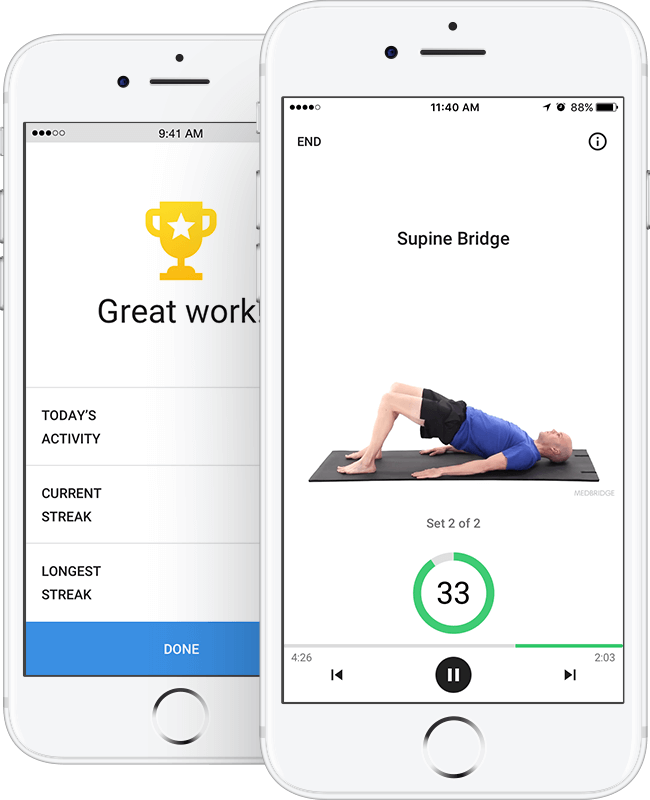 9:41 AM
Great work!
TODAY'S
ACTIVITY
CURRENT
STREAK
LONGEST
STREAK
DONE
11:40 AM 88%
END
Supine Bridge
MEDBRIDGE
Set 2 of 2
33
4:26 2:03